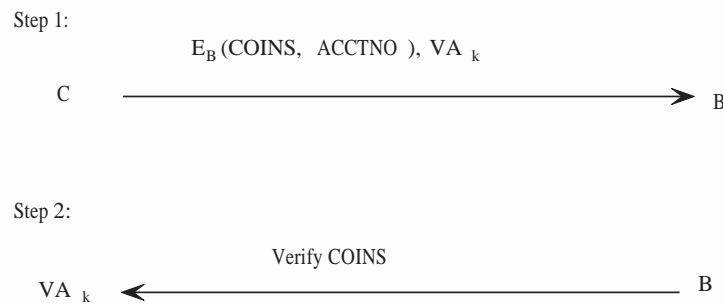 Step 1:
E_B (COINS, ACCTNO ), VA _k
C
B
Step 2:
Verify COINS
VA _k
B